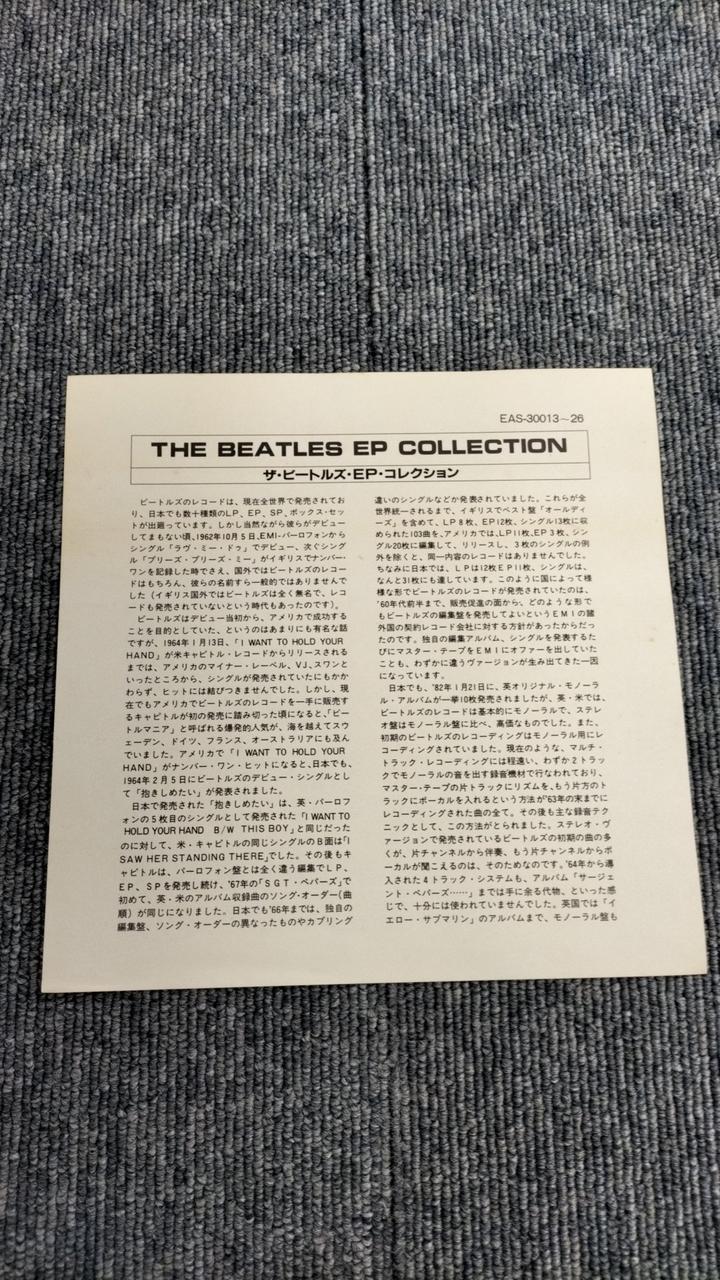 EAS-30013~26
THE BEATLES EP COLLECTION
ザ・ビートルズ・EP・コレクション
ビートルズのレコードは、現在全世界で発売されてお
り、日本でも数十種類のLP、EP、SP、ボックス・セッ
トが出廻っています。しかし当然ながら彼らがデビュー
してまもない頃、1962年10月5日、EMI-パーロフォンから
シングル「ラヴ・ミー・ドゥ」でデビュー、次ぐシング
ル「プリーズ・プリーズ・ミー」がイギリスでナンバー・
ワンを記録した時でさえ、国外ではビートルズのレコー
ドはもちろん、彼らの名前すら一般的ではありませんで
した(イギリス国外ではビートルズは全く無名で、レコ
ードも発売されていないという時代もあったのです)。
ビートルズはデビュー当初から、アメリカで成功する
ことを目的としていた、というのはあまりにも有名な話
ですが、1964年1月13日、「I WANT TO HOLD YOUR
HAND」が米キャピトル・レコードからリリースされる
までは、アメリカのマイナー・レーベル、VJ、スワンと
いったところから、シングルが発売されていたにもかか
わらず、ヒットには結びつきませんでした。しかし、現
在でもアメリカでビートルズのレコードを一手に販売す
るキャピトルが初の発売に踏み切った頃になると、「ビー
トルマニア」と呼ばれる爆発的人気が、海を越えてスウ
ェーデン、ドイツ、フランス、オーストラリアにも及ん
でいました。アメリカで「I WANT TO HOLD YOUR
HAND」がナンバー・ワン・ヒットになると、日本でも、
1964年2月5日にビートルズのデビュー・シングルとし
て「抱きしめたい」が発表されました。
日本で発売された「抱きしめたい」は、英・パーロフ
ォンの5枚目のシングルとして発売された「I WANT TO
HOLD YOUR HAND B/W THIS BOY」と同じだった
のに対して、米・キャピトルの同じシングルのB面は「I
SAW HER STANDING THERE」でした。その後もキ
ャピトルは、パーロフォン盤とは全く違う編集でLP、
EP、SPを発売し続け、'67年の「SGT・ペパーズ」で
初めて、英・米のアルバム収録曲のソング・オーダー(曲
順)が同じになりました。日本でも'66年までは、独自の
編集盤、ソング・オーダーの異なったものやカプリング
違いのシングルなどか発表されていました。これらが全
世界統一されるまで、イギリスでベスト盤「オールディ
ーズ」を含めて、LP8枚、EP12枚、シングル13枚に収
められた103曲を、アメリカでは、LP11枚、EP3枚、シン
グル20枚に編集して、リリースし、3枚のシングルの例
外を除くと、同一内容のレコードはありませんでした。
ちなみに日本では、LPは12枚EP11枚、シングルは、
なんと31枚にも達しています。このように国によって様
様な形でビートルズのレコードが発売されていたのは、
'60年代前半まで、販売促進の面から、どのような形で
もビートルズの編集盤を発売してよいというEMIの諸
外国の契約レコード会社に対する方針があったからだっ
たのです。独自の編集アルバム、シングルを発表するた
びにマスター・テープをEMIにオファーを出していた
ことも、わずかに違うヴァージョンが生み出てきた一因
になっています。
日本でも、'82年1月21日に、英オリジナル・モノーラ
ル・アルバムが一挙10枚発売されましたが、英・米では、
ビートルズのレコードは基本的にモノーラルで、ステレ
オ盤はモノーラル盤に比べ、高価なものでした。また、
初期のビートルズのレコーディングはモノーラル用にレ
コーディングされていました。現在のような、マルチ・
トラック・レコーディングには程遠い、わずか2トラッ
クでモノーラルの音を出す録音機材で行なわれており、
マスター・テープの片トラックにリズムを、もう片方のト
ラックにボーカルを入れるという方法が'63年の末までに
レコーディングされた曲の全て。その後も主な録音テク
ニックとして、この方法がとられました。ステレオ・ヴ
ァージョンで発売されているビートルズの初期の曲の多
くが、片チャンネルから伴奏、もう片チャンネルからボ
ーカルが聞こえるのは、そのためなのです。'64年から導
入された4トラック・システムも、アルバム「サージェ
ント・ペパーズ……」までは手に余る代物、といった感
じで、十分には使われていませんでした。英国では「イ
エロー・サブマリン」のアルバムまで、モノーラル盤も